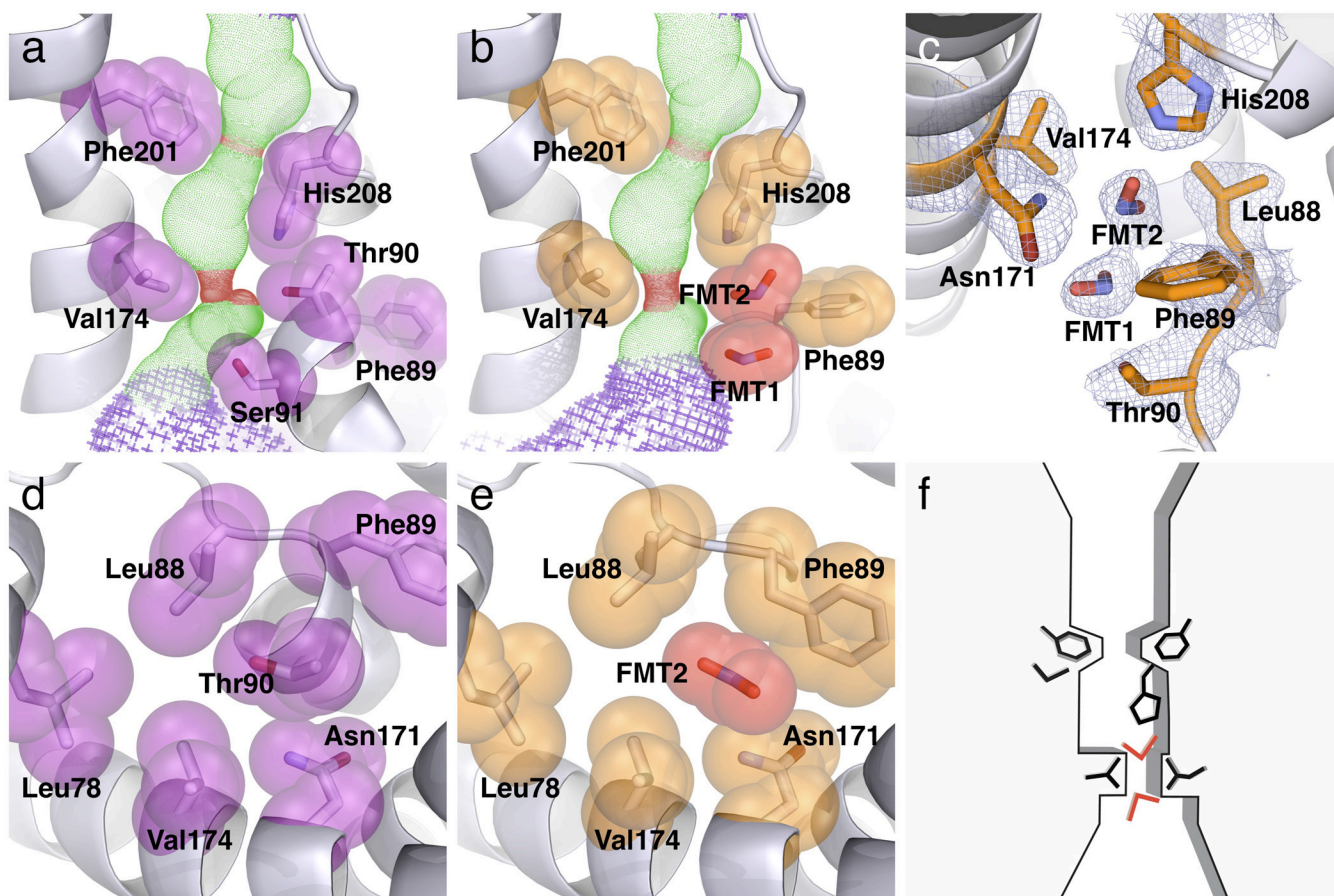 a
Phe201
His208
Thr90
Val174
Phe89
Ser91
b
Phe201
His208
FMT2
Val174
Phe89
FMT1
c
His208
Val174
Leu88
FMT2
Asn171
FMT1
Phe89
Thr90
d
Phe89
Leu88
Thr90
Asn171
Leu78
Val174
e
Phe89
Leu88
FMT2
Asn171
Leu78
Val174
f